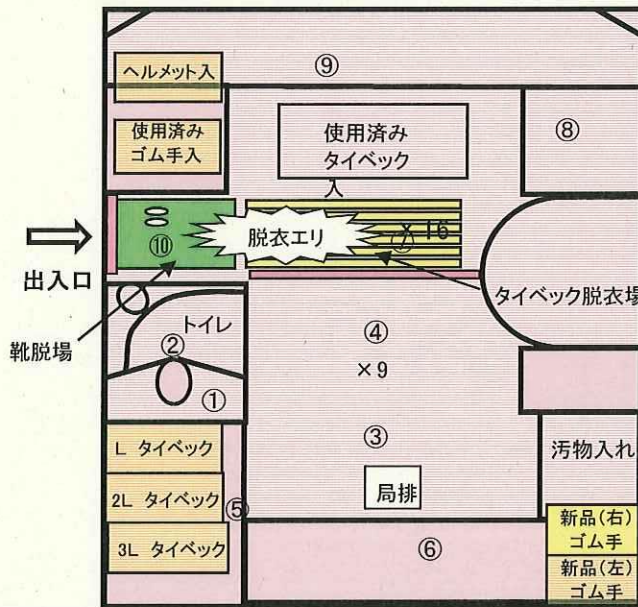 ⑨
ヘルメット入
使用済み
ゴム手入
使用済み
タイベック
入
⑧
出入口
⑩
脱衣エリ
⑦
×16
タイベック脱衣場
靴脱場
トイレ
②
①
④
×9
③
局排
L タイベック
2L タイベック
3L タイベック
⑤
⑥
汚物入れ
新品(右)
ゴム手
新品(左)
ゴム手